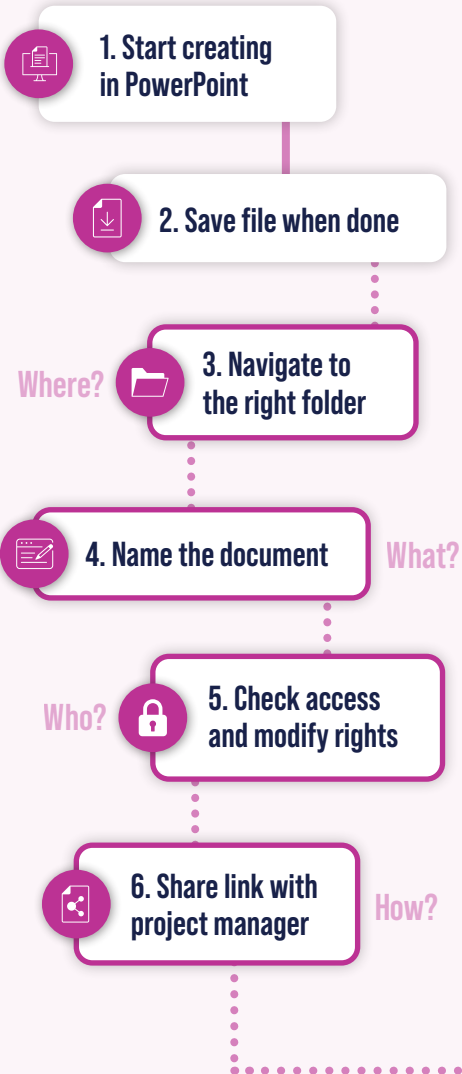 1. Start creating
in PowerPoint
2. Save file when done
Where?
3. Navigate to
the right folder
4. Name the document
What?
Who?
5. Check access
and modify rights
6. Share link with
project manager
How?